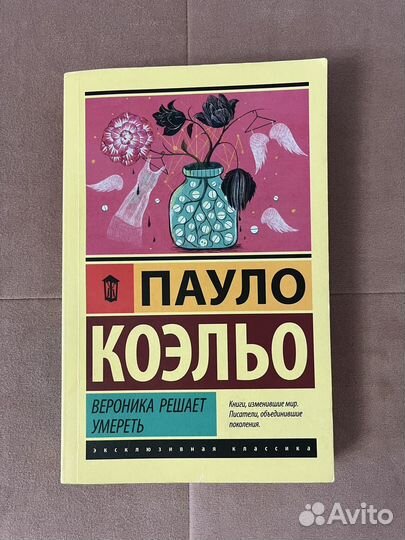 ПАУЛО
КОЭЛЬО
ВЕРОНИКА РЕШАЕТ
УМЕРЕТЬ
Книги, изменившие мир.
Писатели, объединившие
поколения.
эксклюзивная классика
Avito